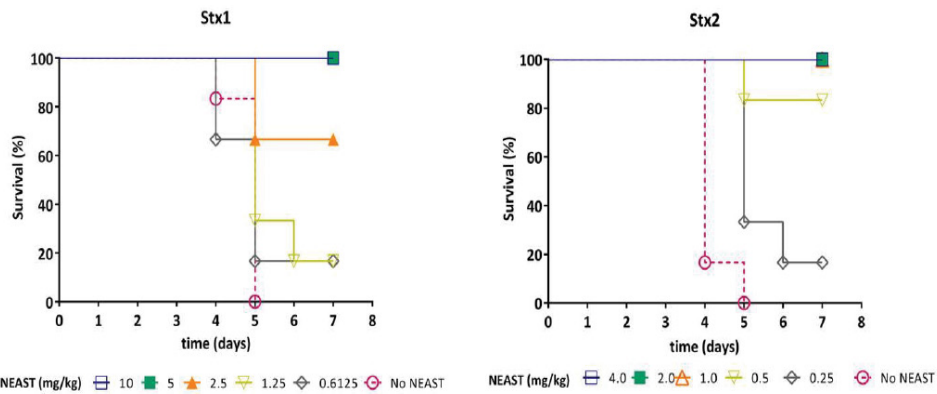 Stx1
Survival (%)
100
80
60
40
20
0
0 1 2 3 4 5 6 7 8
time (days)
NEAST (mg/kg) 10 5 2.5 1.25 0.6125 No NEAST
Stx2
Survival (%)
100
80
60
40
20
0
0 1 2 3 4 5 6 7 8
time (days)
NEAST (mg/kg) 4.0 2.0 1.0 0.5 0.25 No NEAST